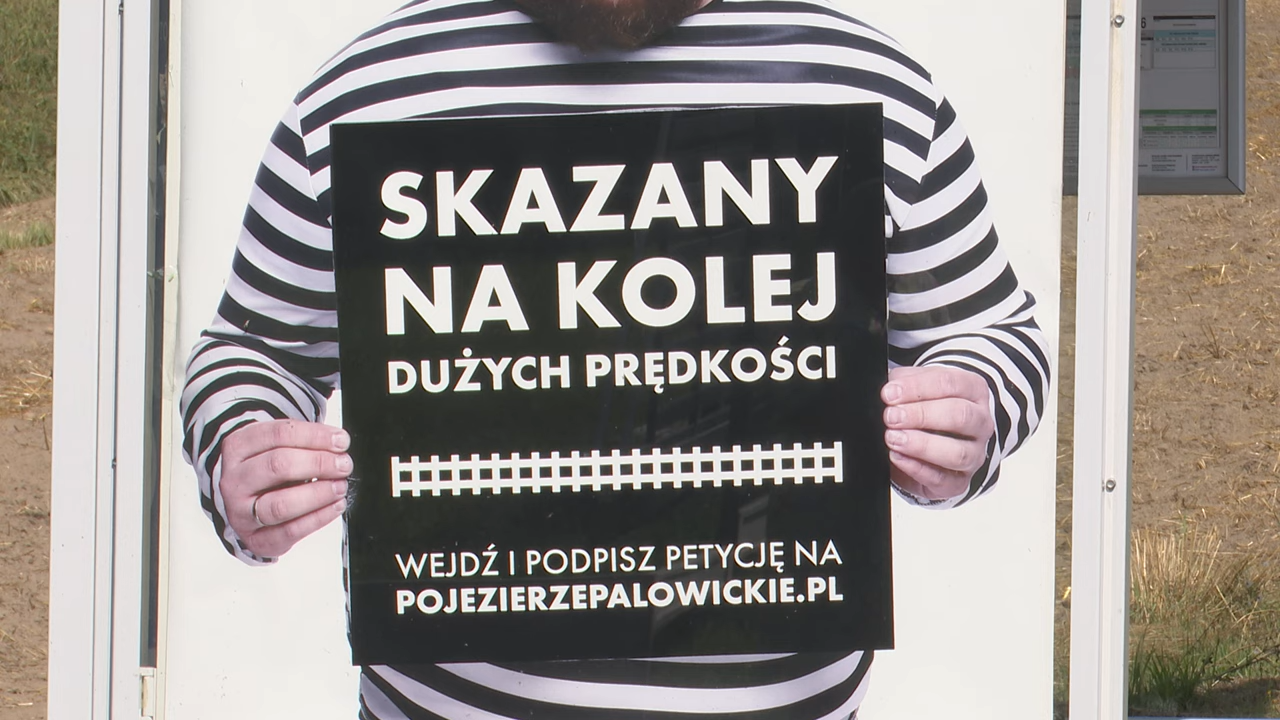 SKAZANY
NA KOLEJ
DUŻYCH PRĘDKOŚCI
WEJDŹ I PODPISZ PETYCJĘ NA
POJEZIERZEPALOWICKIE.PL